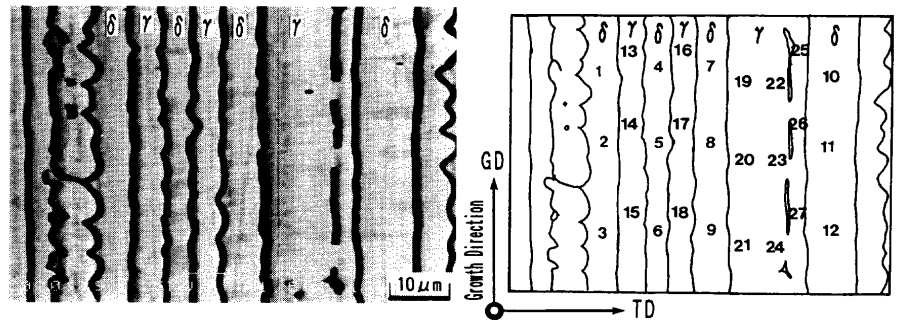 δ γ δ γ δ γ δ
10 μm
δ γ δ γ δ γ δ
13 16 25
1 4 7 19 22 10
14 17 26
2 5 8 20 23 11
15 18 27
3 6 9 21 24 12
GD
Growth Direction
TD